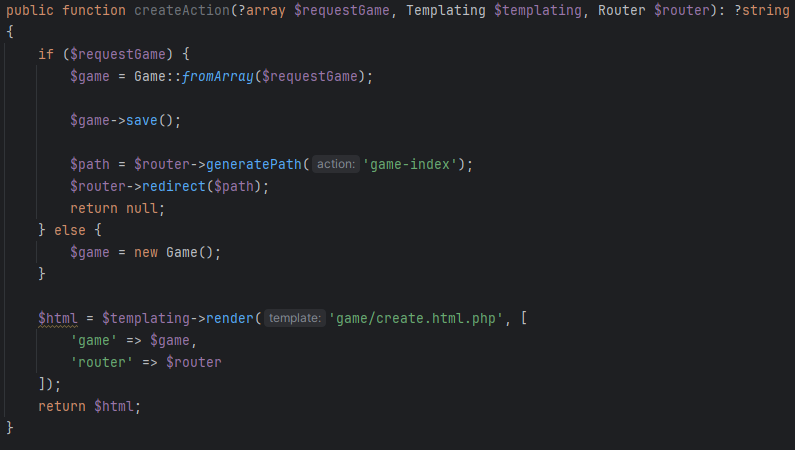 public function createAction(?array $requestGame, Templating $templating, Router $router): ?string
{
    if ($requestGame) {
        $game = Game::fromArray($requestGame);

        $game->save();

        $path = $router->generatePath( action: 'game-index');
        $router->redirect($path);
        return null;
    } else {
        $game = new Game();
    }

    $html = $templating->render( template: 'game/create.html.php', [
        'game' => $game,
        'router' => $router
    ]);
    return $html;
}